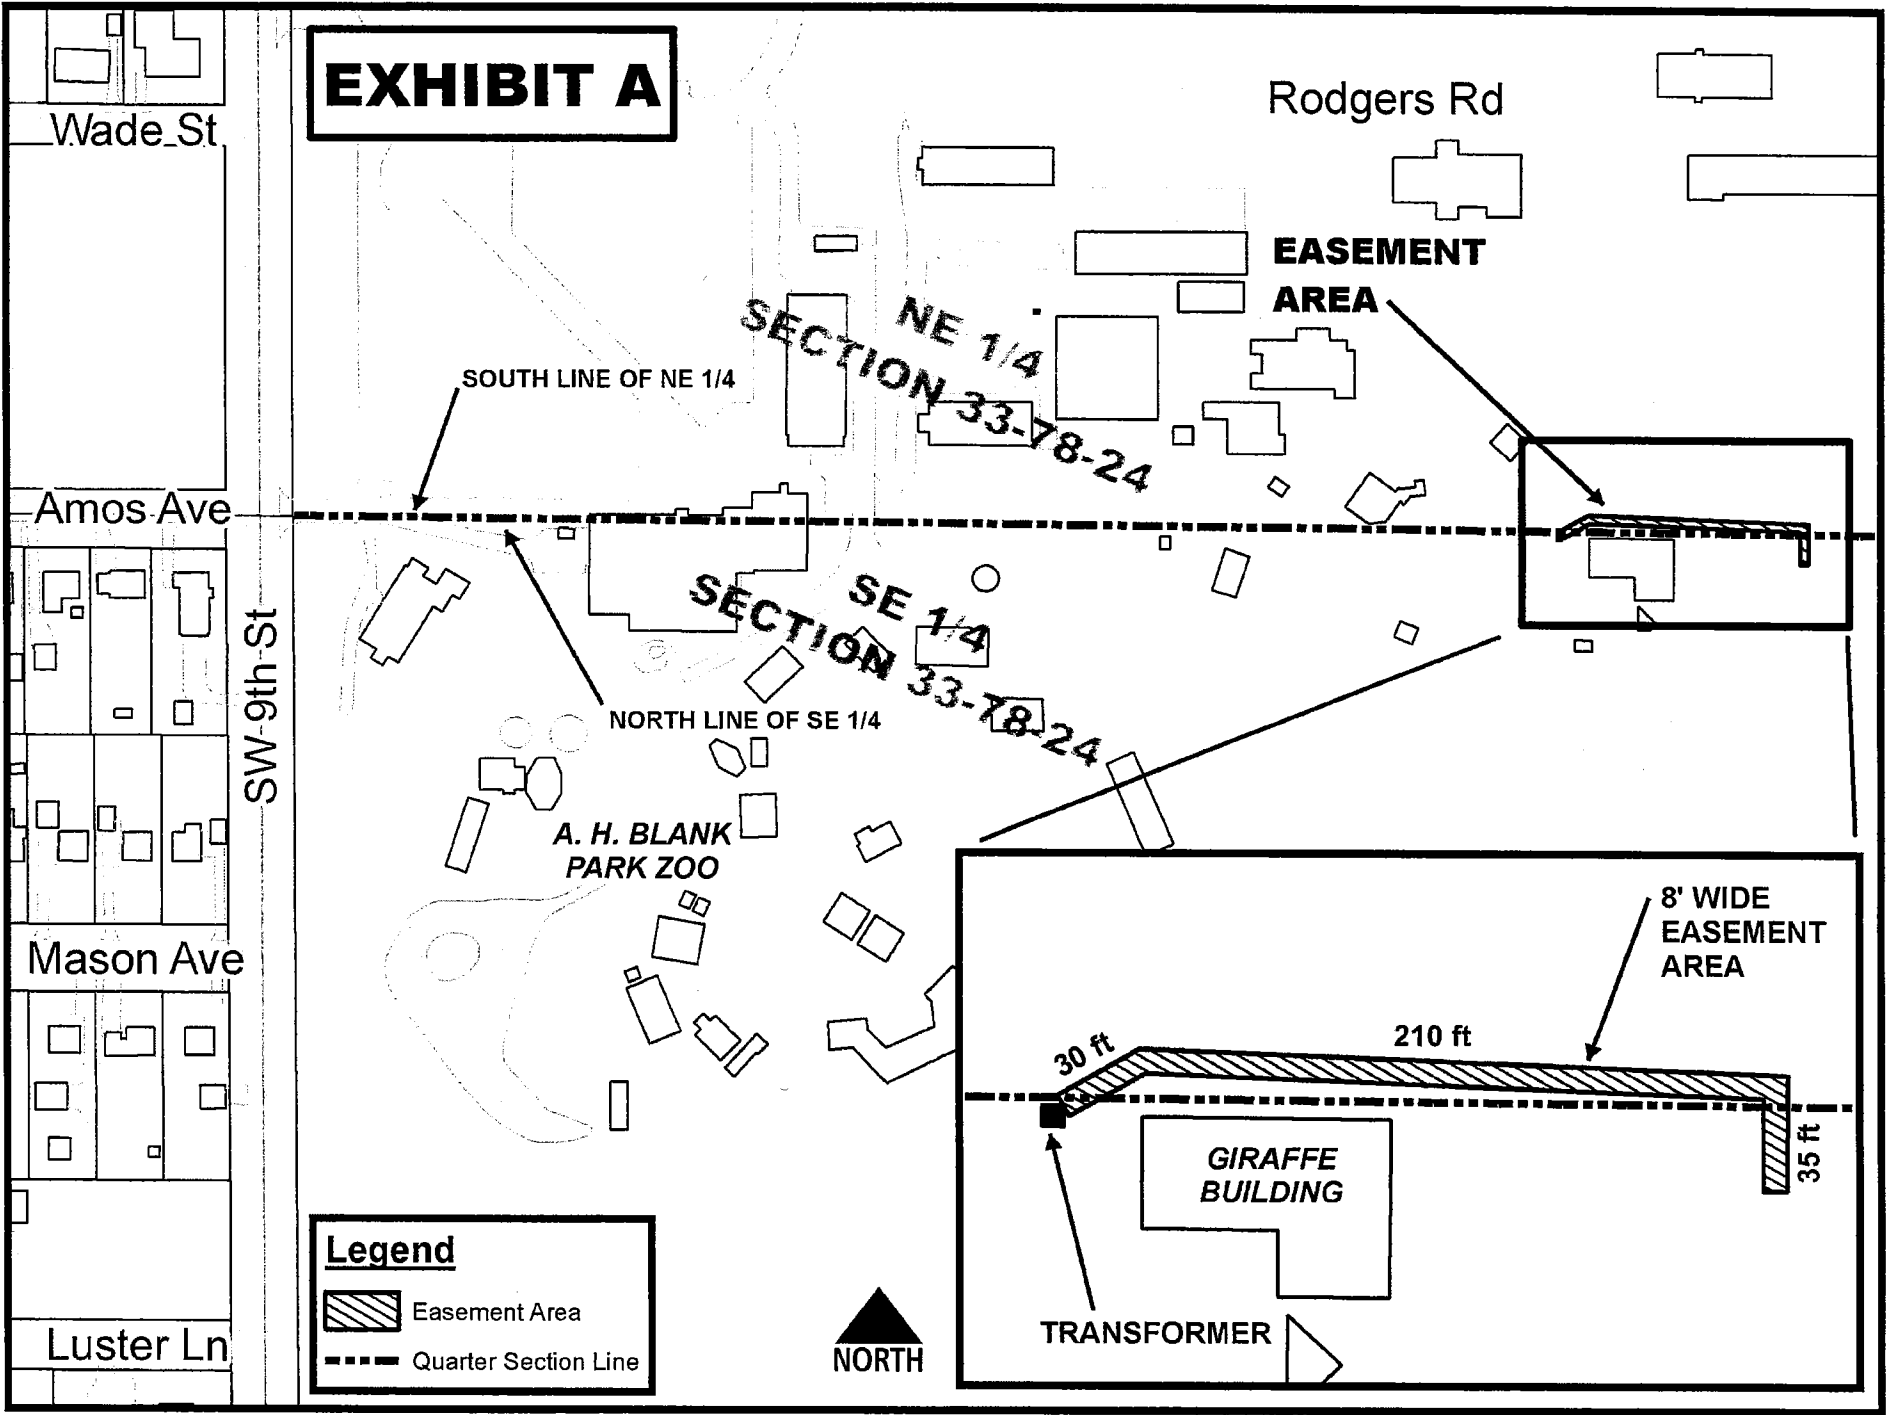 EXHIBIT A
Rodgers Rd
Wade St
EASEMENT
AREA
NE 1/4
SECTION 33-78-24
SOUTH LINE OF NE 1/4
Amos Ave
SE 1/4
SECTION 33-78-24
SW 9th St
NORTH LINE OF SE 1/4
A. H. BLANK
PARK ZOO
8' WIDE
EASEMENT
AREA
Mason Ave
30 ft
210 ft
35 ft
GIRAFFE
BUILDING
TRANSFORMER
Legend
Easement Area
Quarter Section Line
NORTH
Luster Ln